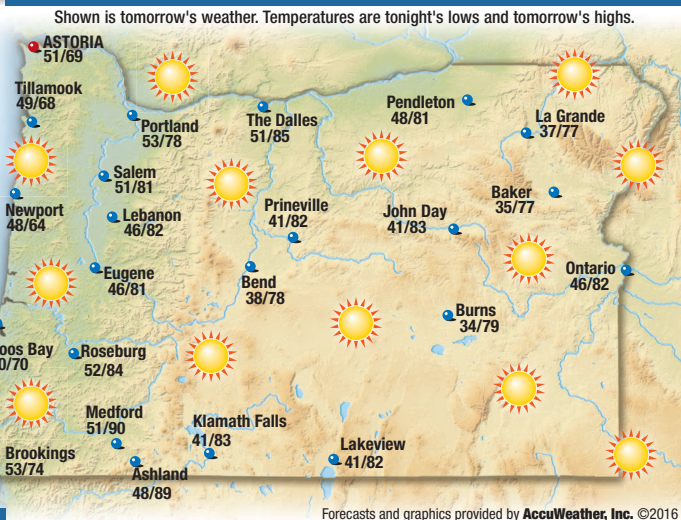 Shown is tomorrow's weather. Temperatures are tonight's lows and tomorrow's highs.
ASTORIA
51/69
Tillamook
49/68
Portland
53/78
The Dalles
51/85
Pendleton
48/81
La Grande
37/77
Salem
51/81
Newport
48/64
Lebanon
46/82
Prineville
41/82
John Day
41/83
Baker
35/77
Eugene
46/81
Bend
38/78
Ontario
46/82
Burns
34/79
oos Bay
0/70
Roseburg
52/84
Medford
51/90
Klamath Falls
41/83
Lakeview
41/82
Brookings
53/74
Ashland
48/89
Forecasts and graphics provided by AccuWeather, Inc. ©2016